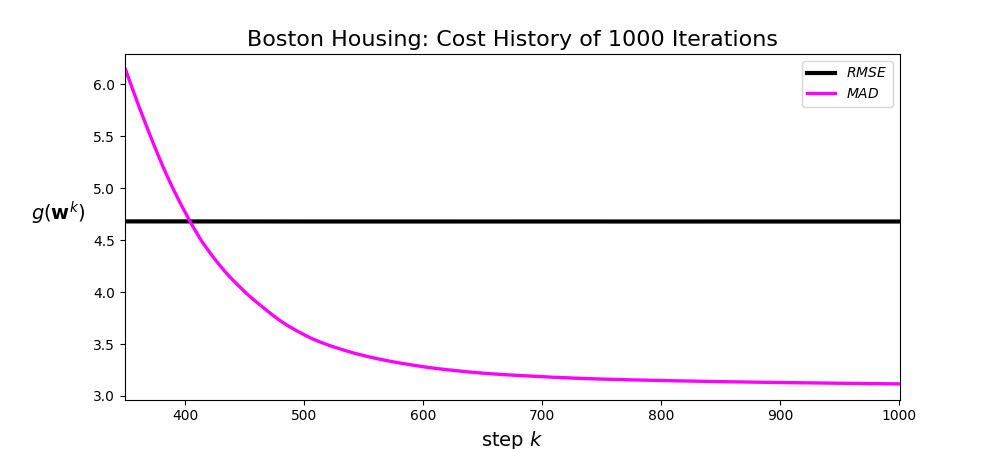 Boston Housing: Cost History of 1000 Iterations
RMSE
MAD
6.0
5.5
5.0
4.5
4.0
3.5
3.0
g(𝐰ᵏ)
400 500 600 700 800 900 1000
step k